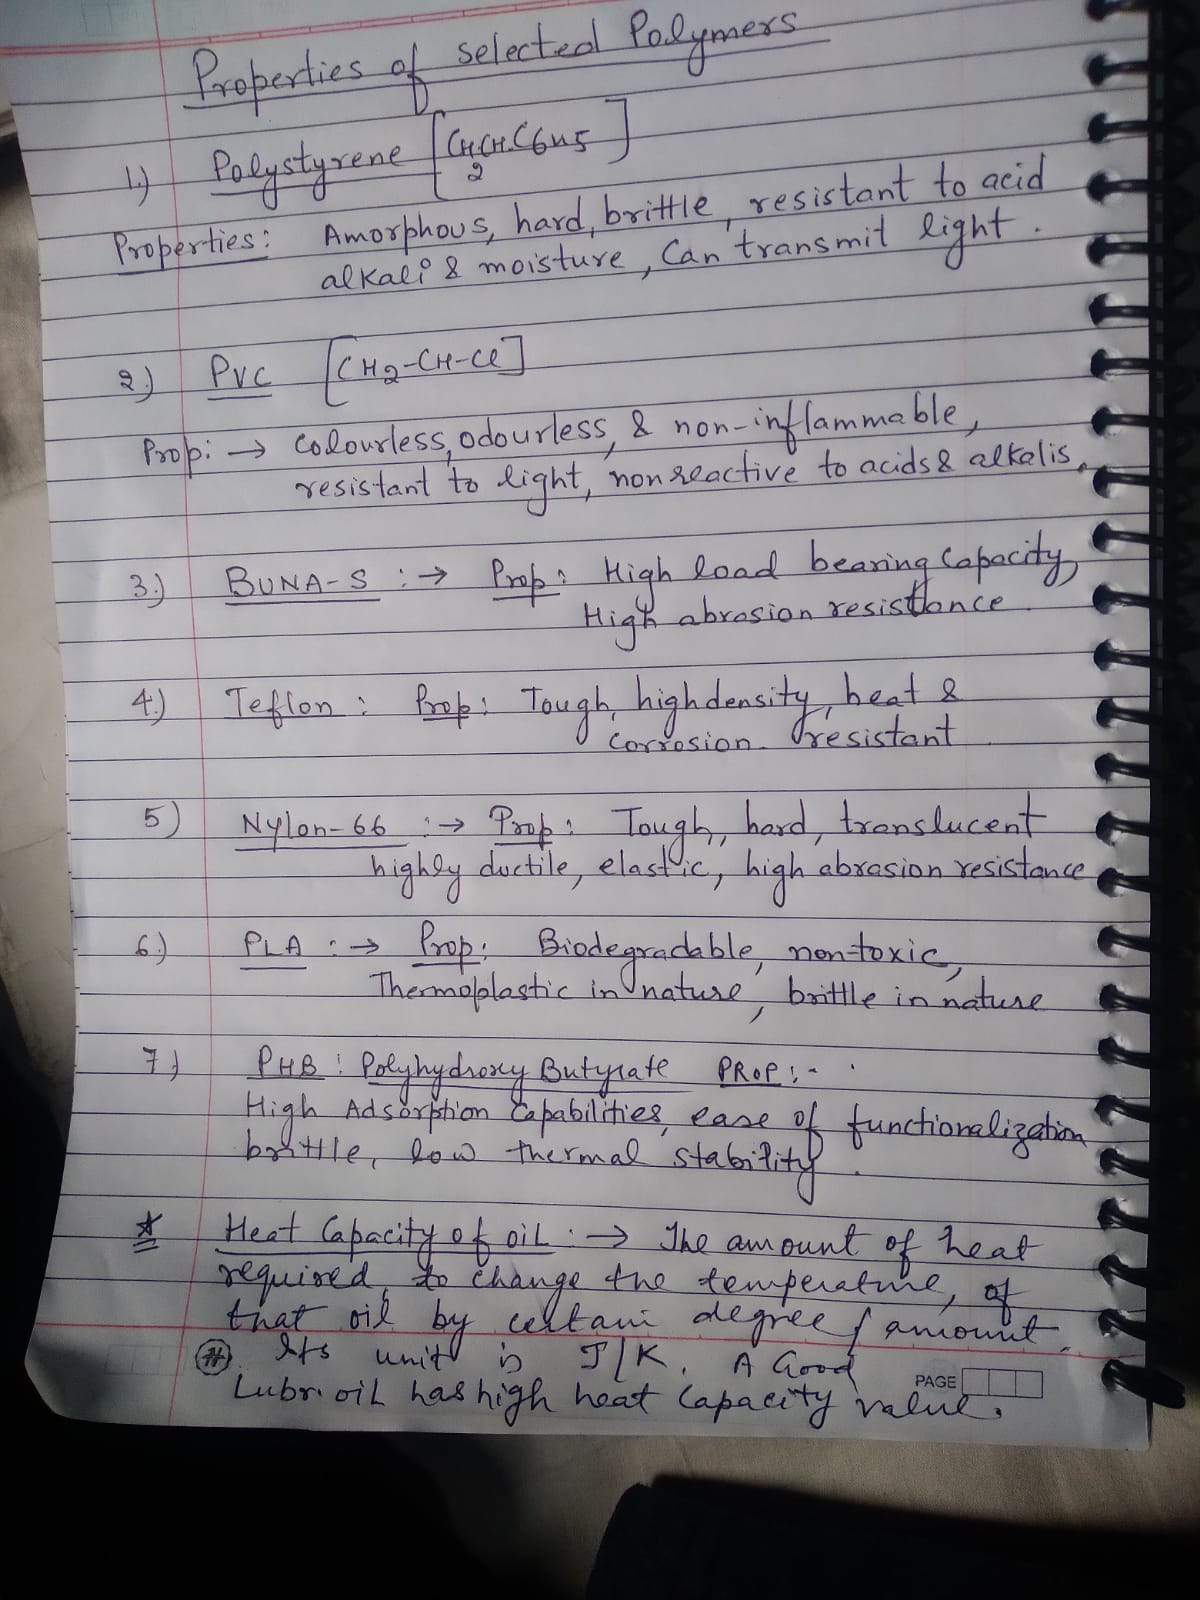 Properties of selected Polymers
1.) Polystyrene [CH2CH.C6H5]
Properties: Amorphous, hard, brittle, resistant to acid
alkali & moisture, Can transmit light.
2.) PVC [CH2-CH-Cl]
Prop: → Colourless, odourless, & non-inflammable,
resistant to light, non reactive to acids & alkalis.
3.) BUNA-S :→ Prop: High load bearing Capacity,
High abrasion resistance
4.) Teflon : Prop: Tough, high density, heat &
corrosion resistant
5) Nylon-66 :→ Prop: Tough, hard, translucent
highly ductile, elastic, high abrasion resistance
6.) PLA :→ Prop: Biodegradable, non-toxic,
Thermoplastic in nature, brittle in nature
7.) PHB : Polyhydroxy Butyrate PROP:-
High Adsorption Capabilities, ease of functionalization
brittle, low thermal stability.
* Heat Capacity of oil :→ The amount of heat
required to change the temperature, of
that oil by certain degree / amount.
# Its unit is J/K. A Good
PAGE
Lubri oil has high heat capacity value.